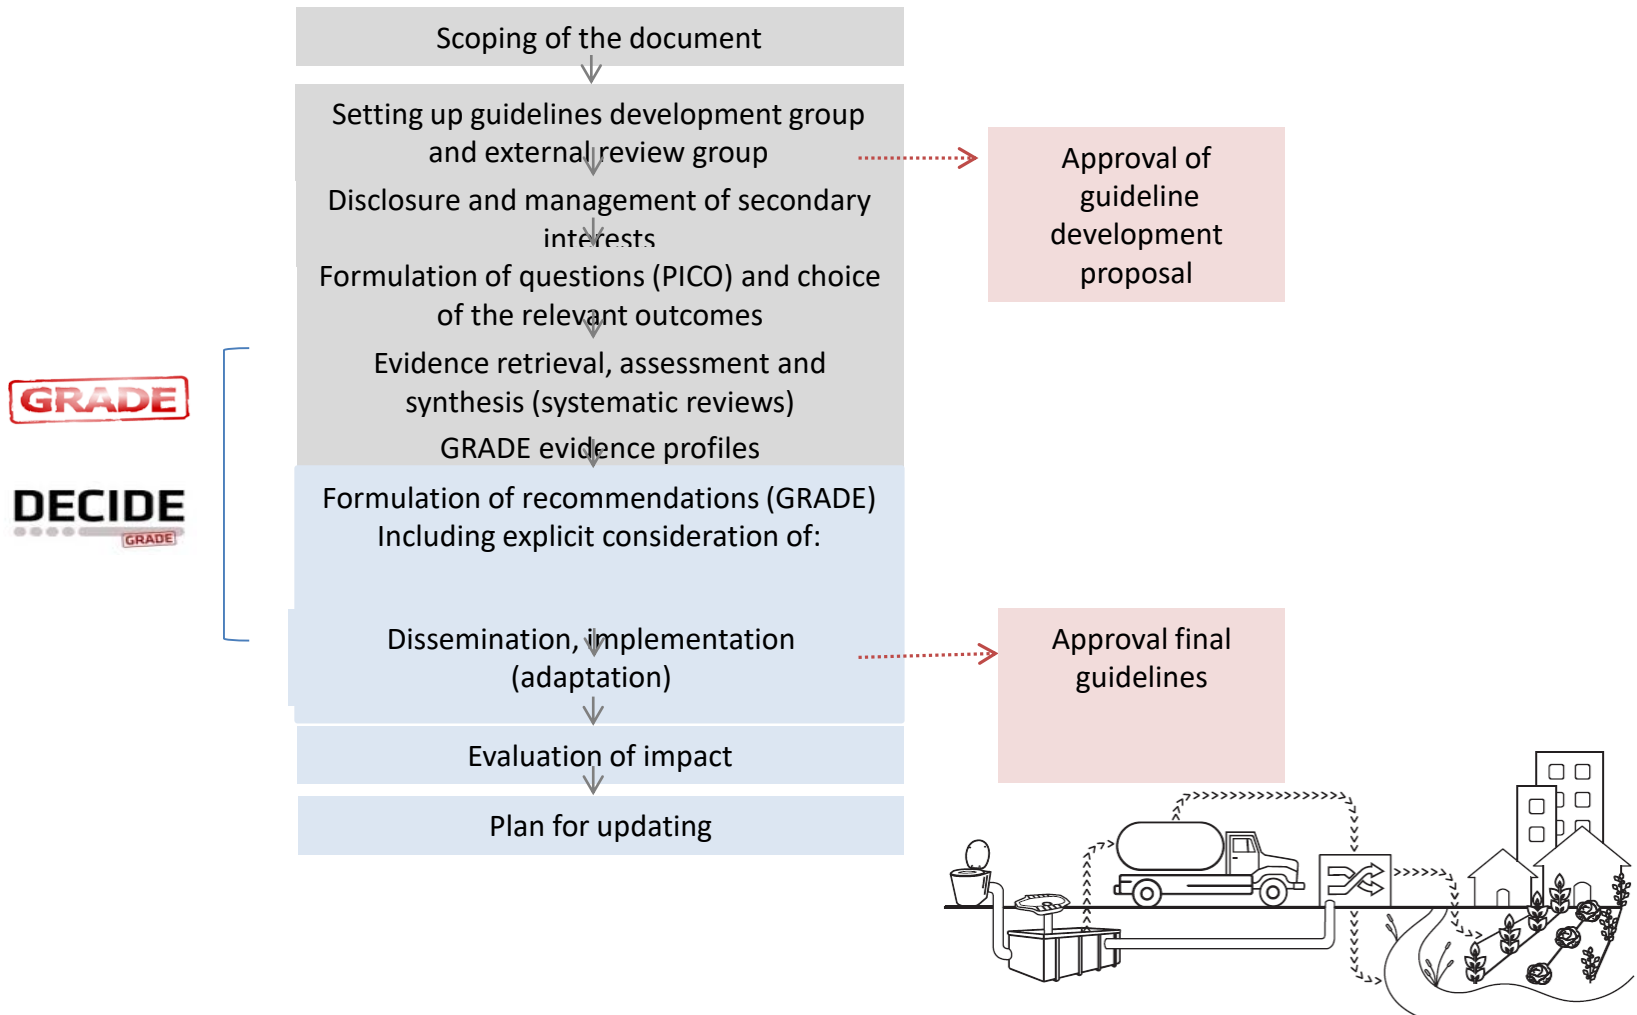 Scoping of the document
Setting up guidelines development group
and external review group
Disclosure and management of secondary
interests
Formulation of questions (PICO) and choice
of the relevant outcomes
Evidence retrieval, assessment and
synthesis (systematic reviews)
GRADE evidence profiles
Formulation of recommendations (GRADE)
Including explicit consideration of:
Dissemination, implementation
(adaptation)
Evaluation of impact
Plan for updating
Approval of
guideline
development
proposal
Approval final
guidelines
GRADE
DECIDE
GRADE